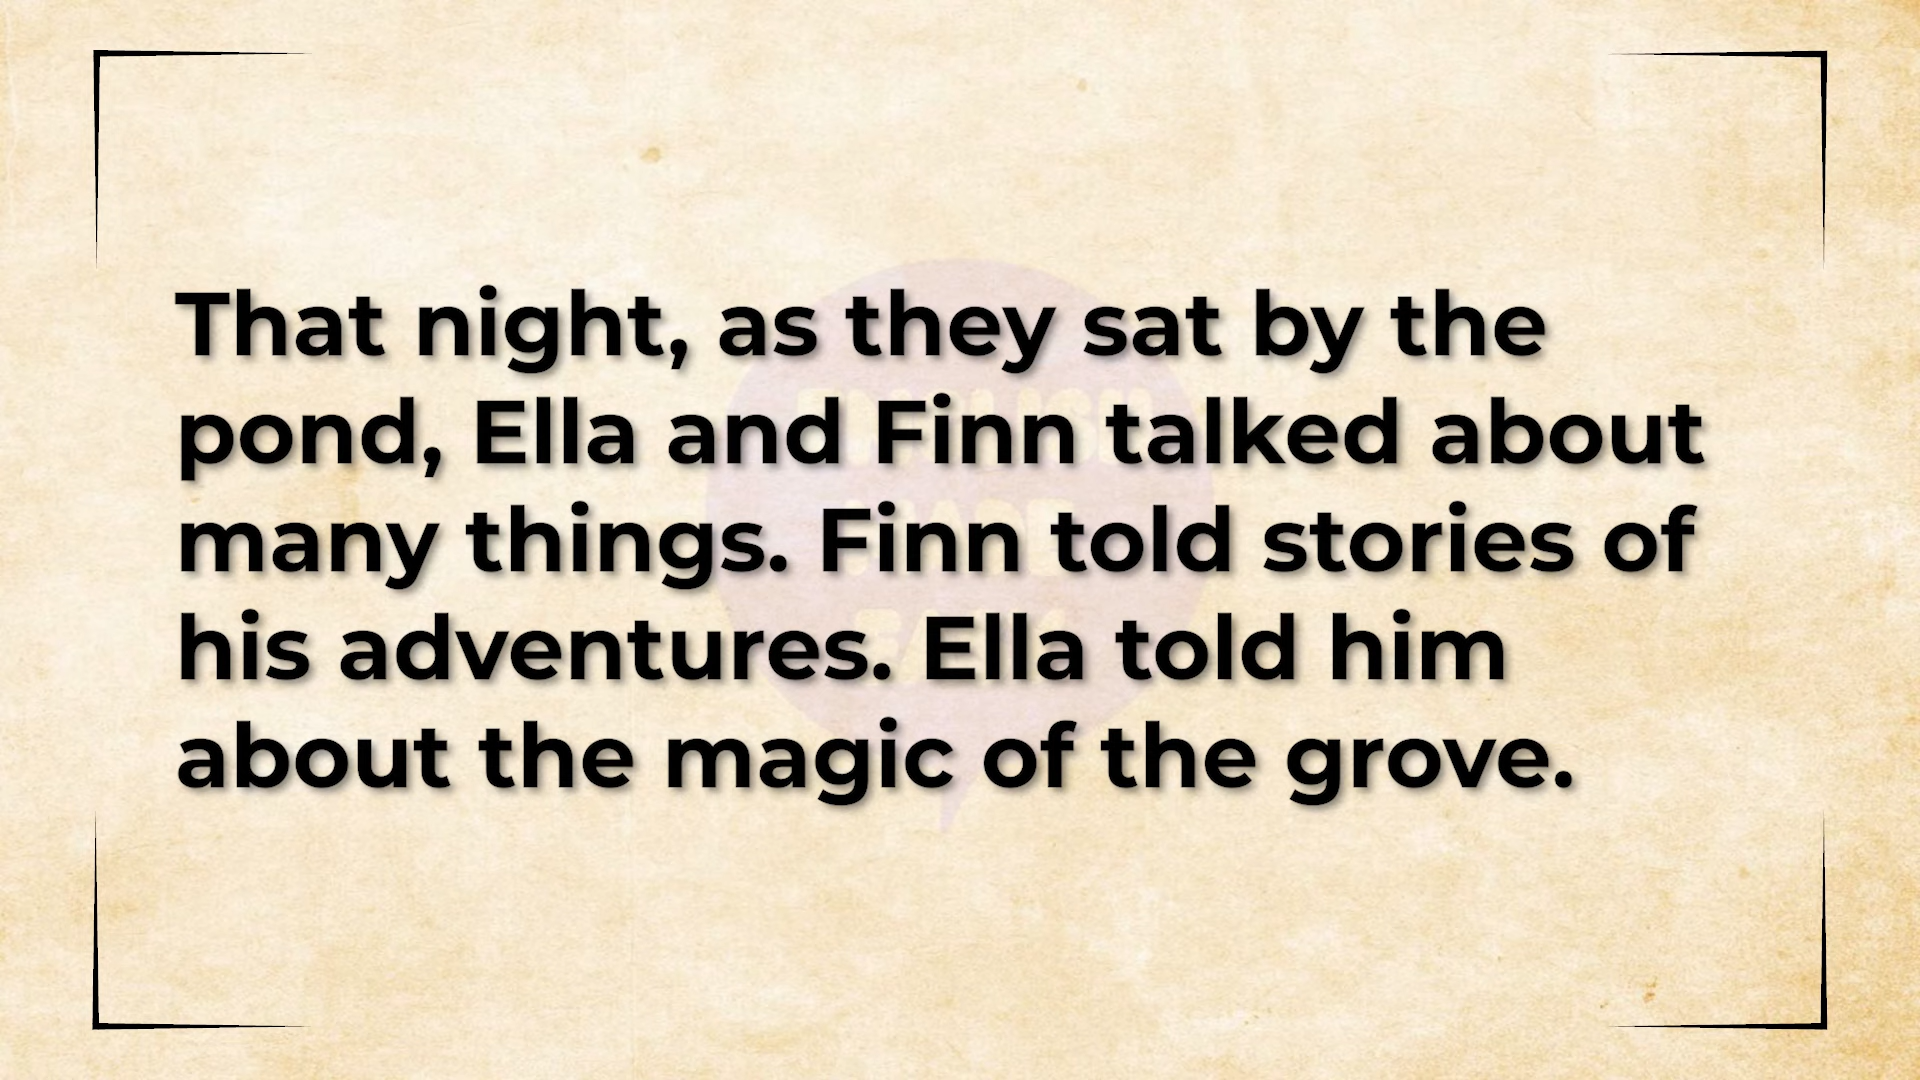 That night, as they sat by the
pond, Ella and Finn talked about
many things. Finn told stories of
his adventures. Ella told him
about the magic of the grove.